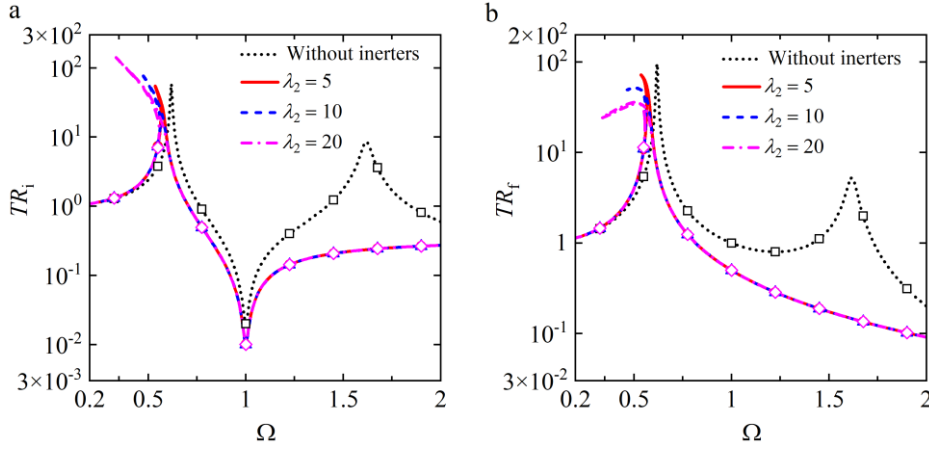 a
3×10²
10²
10¹
10⁰
10⁻¹
10⁻²
3×10⁻³
TRᵢ
Without inerters
λ₂ = 5
λ₂ = 10
λ₂ = 20
0.2 0.5 1 1.5 2
Ω
b
2×10²
10²
10¹
1
10⁻¹
3×10⁻²
TR_f
Without inerters
λ₂ = 5
λ₂ = 10
λ₂ = 20
0.2 0.5 1 1.5 2
Ω